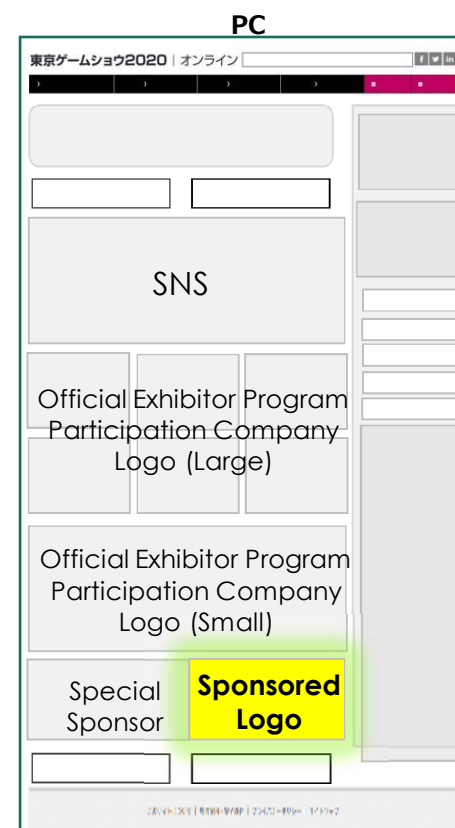 PC
東京ゲームショウ2020 | オンライン
f in
SNS
Official Exhibitor Program
Participation Company
Logo (Large)
Official Exhibitor Program
Participation Company
Logo (Small)
Special
Sponsor
Sponsored
Logo